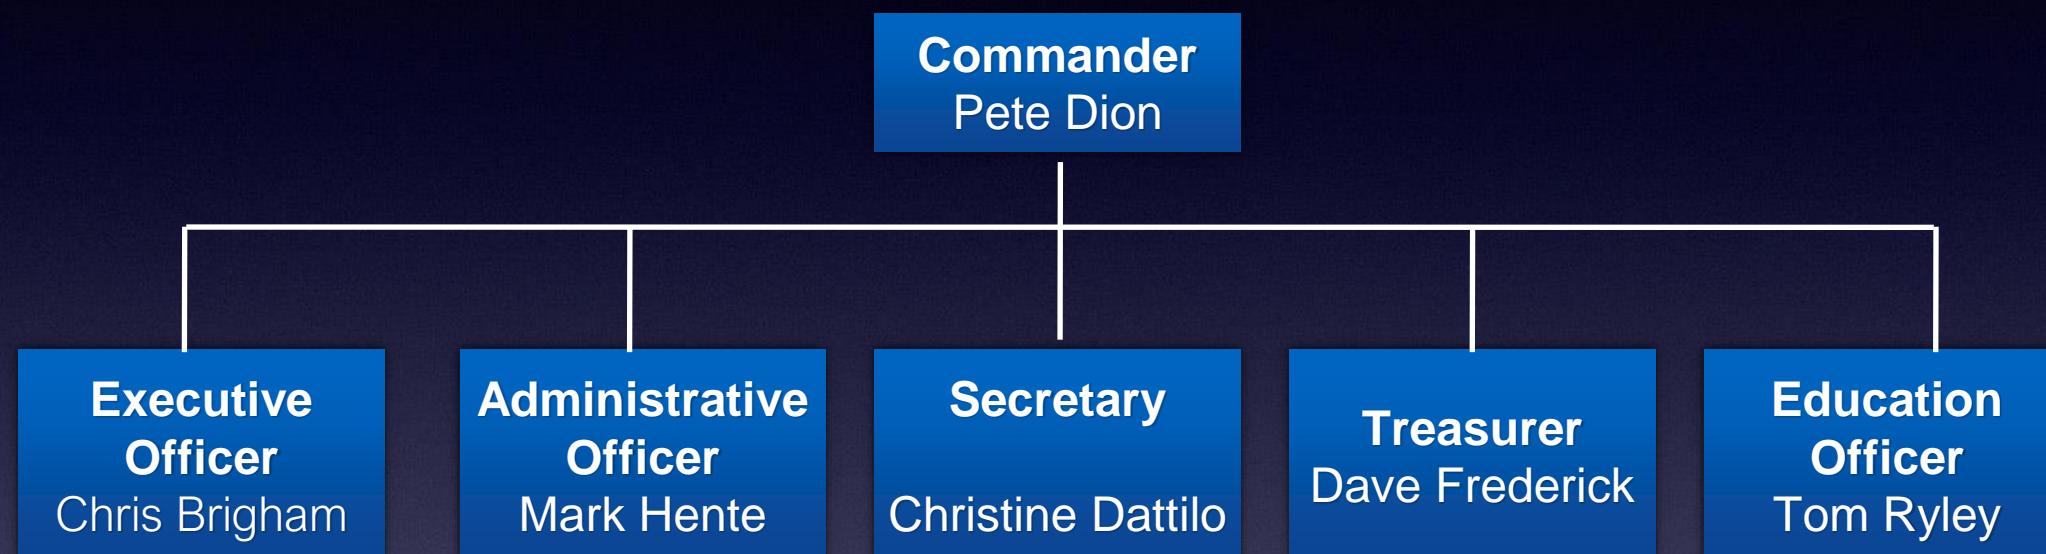 Commander
Pete Dion
Executive
Officer
Chris Brigham
Administrative
Officer
Mark Hente
Secretary
Christine Dattilo
Treasurer
Dave Frederick
Education
Officer
Tom Ryley